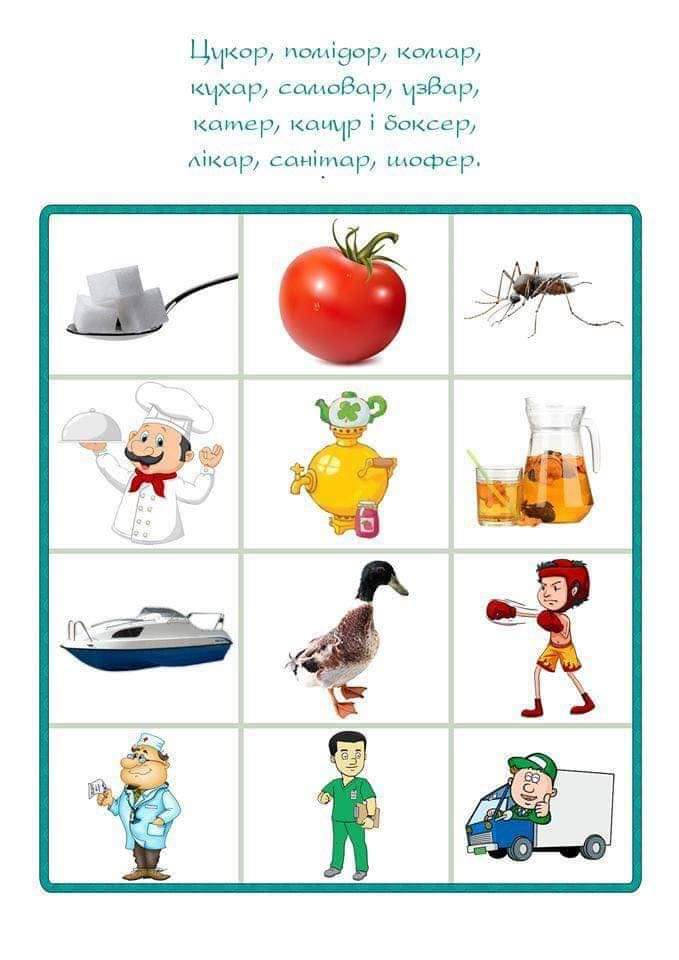 Цукор, помідор, комар,
кухар, самовар, узвар,
катер, качур і боксер,
лікар, санітар, шофер.